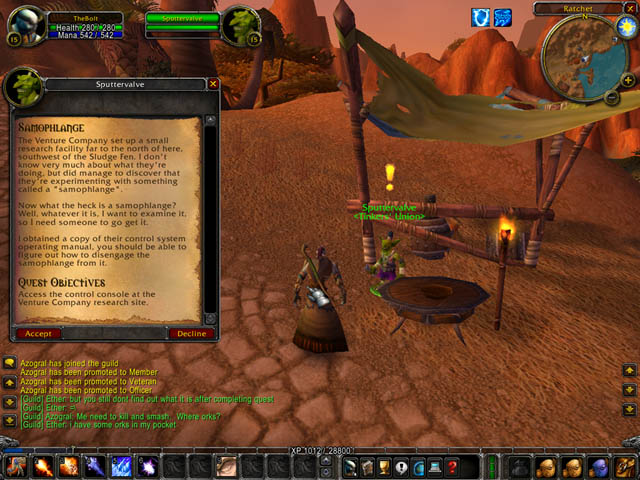 TheBolt
Health 280 / 280
Mana 542 / 542
15
Sputtervalve
15
Ratchet
N
Sputtervalve
Samophlange
The Venture Company set up a small
research facility far to the north of here,
southwest of the Sludge Fen. I don't
know very much about what they're
doing, but did manage to discover that
they're experimenting with something
called a "samophlange".
Now what the heck is a samophlange?
Well, whatever it is, I want to examine it,
so I need someone to go get it.
I obtained a copy of their control system
operating manual, you should be able to
figure out how to disengage the
samophlange from it.
Quest Objectives
Access the control console at the
Venture Company research site.
Accept
Decline
Sputtervalve
<Tinkers' Union>
Azogral has joined the guild
Azogral has been promoted to Member
Azogral has been promoted to Veteran
Azogral has been promoted to Officer
[Guild] Ether: but you still dont find out what it is after completing quest
[Guild] Ether: =)
[Guild] Azogral: Me need to kill and smash. Where orks?
[Guild] Ether: i have some orks in my pocket
XP 1012 / 28800